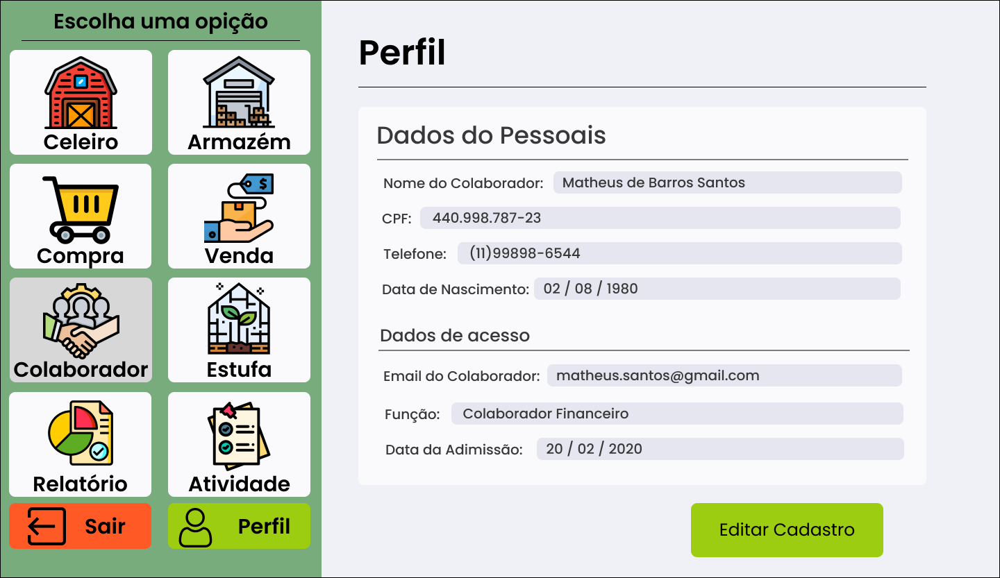 Escolha uma opição
Celeiro
Armazém
Compra
Venda
Colaborador
Estufa
Relatório
Atividade
Sair
Perfil
Perfil
Dados do Pessoais
Nome do Colaborador: Matheus de Barros Santos
CPF: 440.998.787-23
Telefone: (11)99898-6544
Data de Nascimento: 02 / 08 / 1980
Dados de acesso
Email do Colaborador: matheus.santos@gmail.com
Função: Colaborador Financeiro
Data da Adimissão: 20 / 02 / 2020
Editar Cadastro